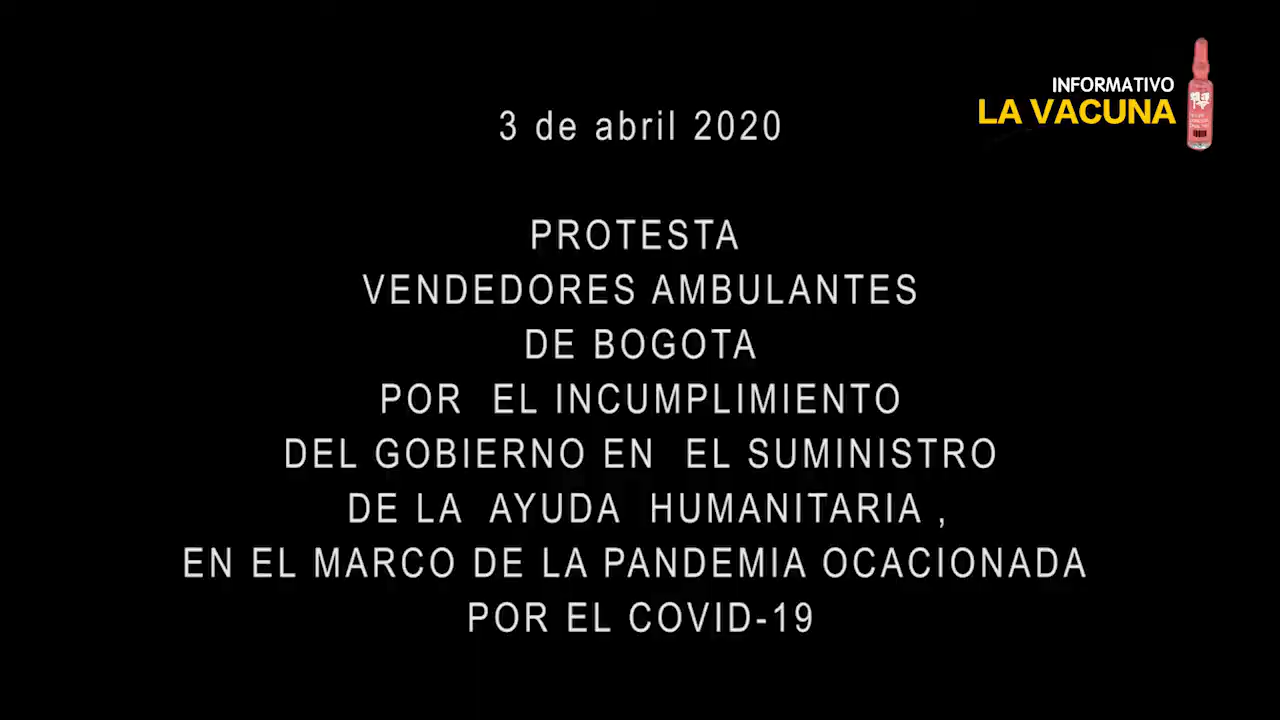 INFORMATIVO
LA VACUNA
3 de abril 2020
PROTESTA
VENDEDORES AMBULANTES
DE BOGOTA
POR EL INCUMPLIMIENTO
DEL GOBIERNO EN EL SUMINISTRO
DE LA AYUDA HUMANITARIA ,
EN EL MARCO DE LA PANDEMIA OCACIONADA
POR EL COVID-19